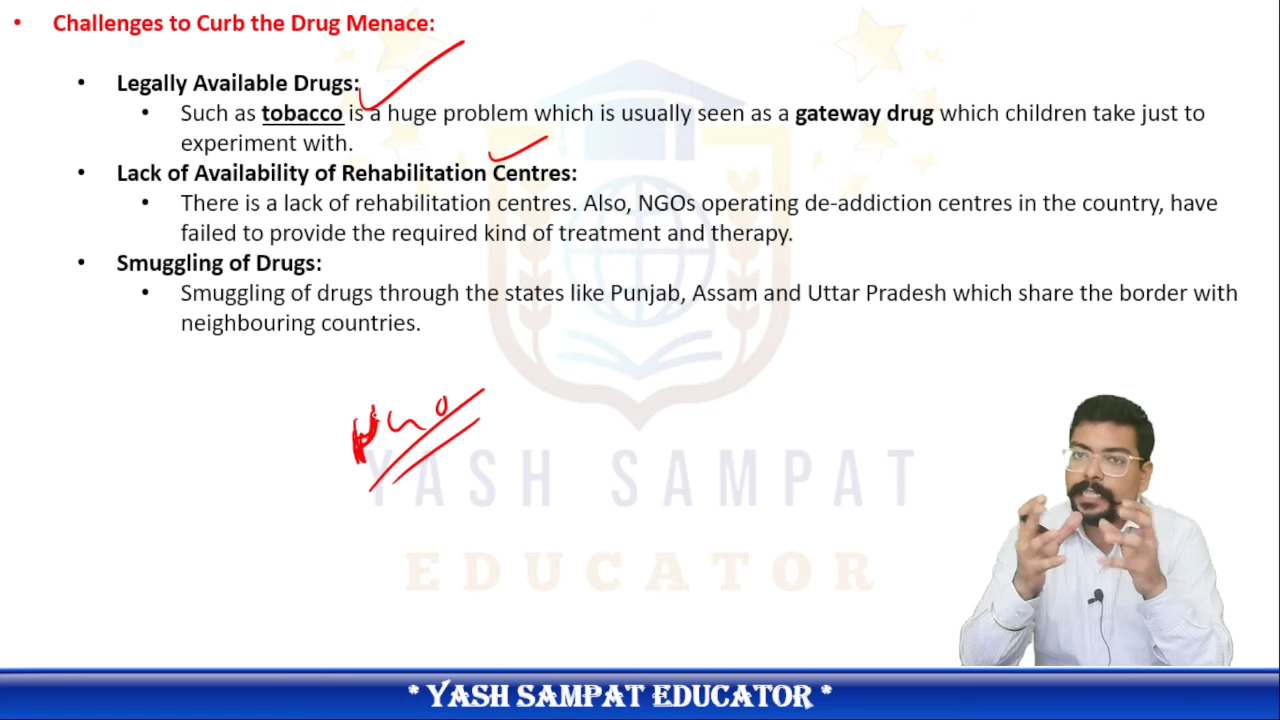 • Challenges to Curb the Drug Menace:
• Legally Available Drugs:
• Such as tobacco is a huge problem which is usually seen as a gateway drug which children take just to
experiment with.
• Lack of Availability of Rehabilitation Centres:
• There is a lack of rehabilitation centres. Also, NGOs operating de-addiction centres in the country, have
failed to provide the required kind of treatment and therapy.
• Smuggling of Drugs:
• Smuggling of drugs through the states like Punjab, Assam and Uttar Pradesh which share the border with
neighbouring countries.
NGO
YASH SAMPAT
EDUCATOR
* YASH SAMPAT EDUCATOR *